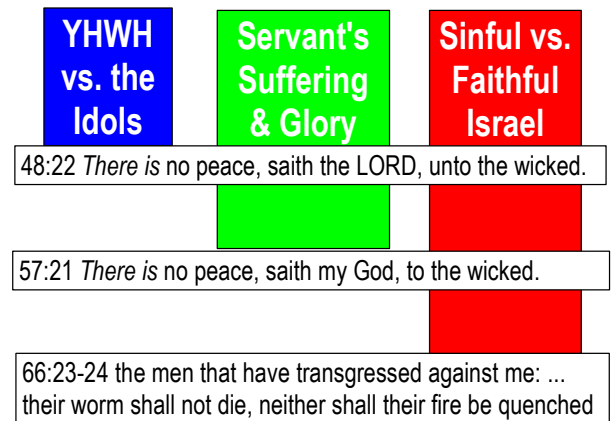 YHWH
vs. the
Idols
Servant's
Suffering
& Glory
Sinful vs.
Faithful
Israel
48:22 There is no peace, saith the LORD, unto the wicked.
57:21 There is no peace, saith my God, to the wicked.
66:23-24 the men that have transgressed against me: ...
their worm shall not die, neither shall their fire be quenched